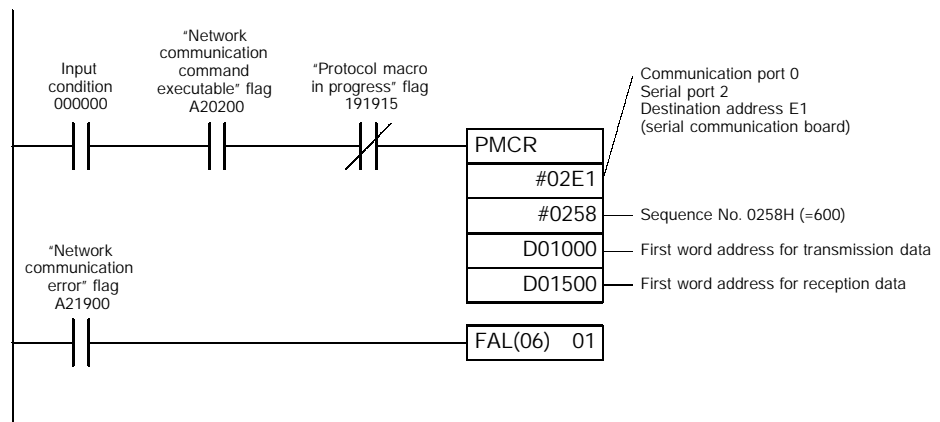 Input
condition
000000
"Network
communication
command
executable" flag
A20200
"Protocol macro
in progress" flag
191915
Communication port 0
Serial port 2
Destination address E1
(serial communication board)
PMCR
#02E1
#0258
Sequence No. 0258H (=600)
D01000
First word address for transmission data
D01500
First word address for reception data
"Network
communication
error" flag
A21900
FAL(06) 01